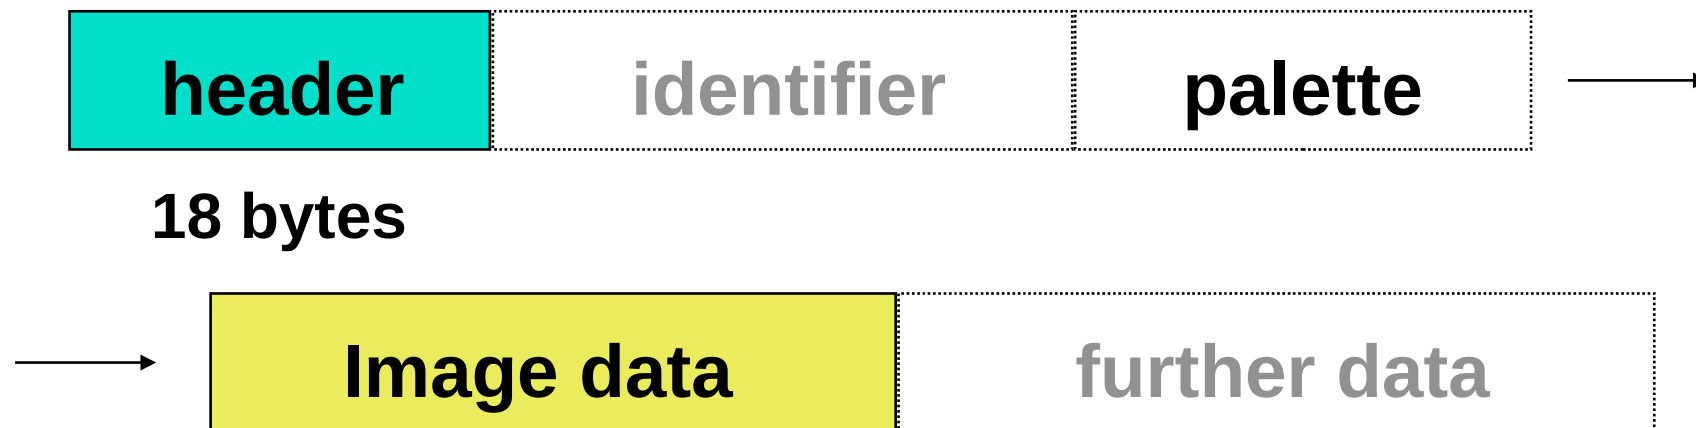 header identifier palette
18 bytes
Image data further data